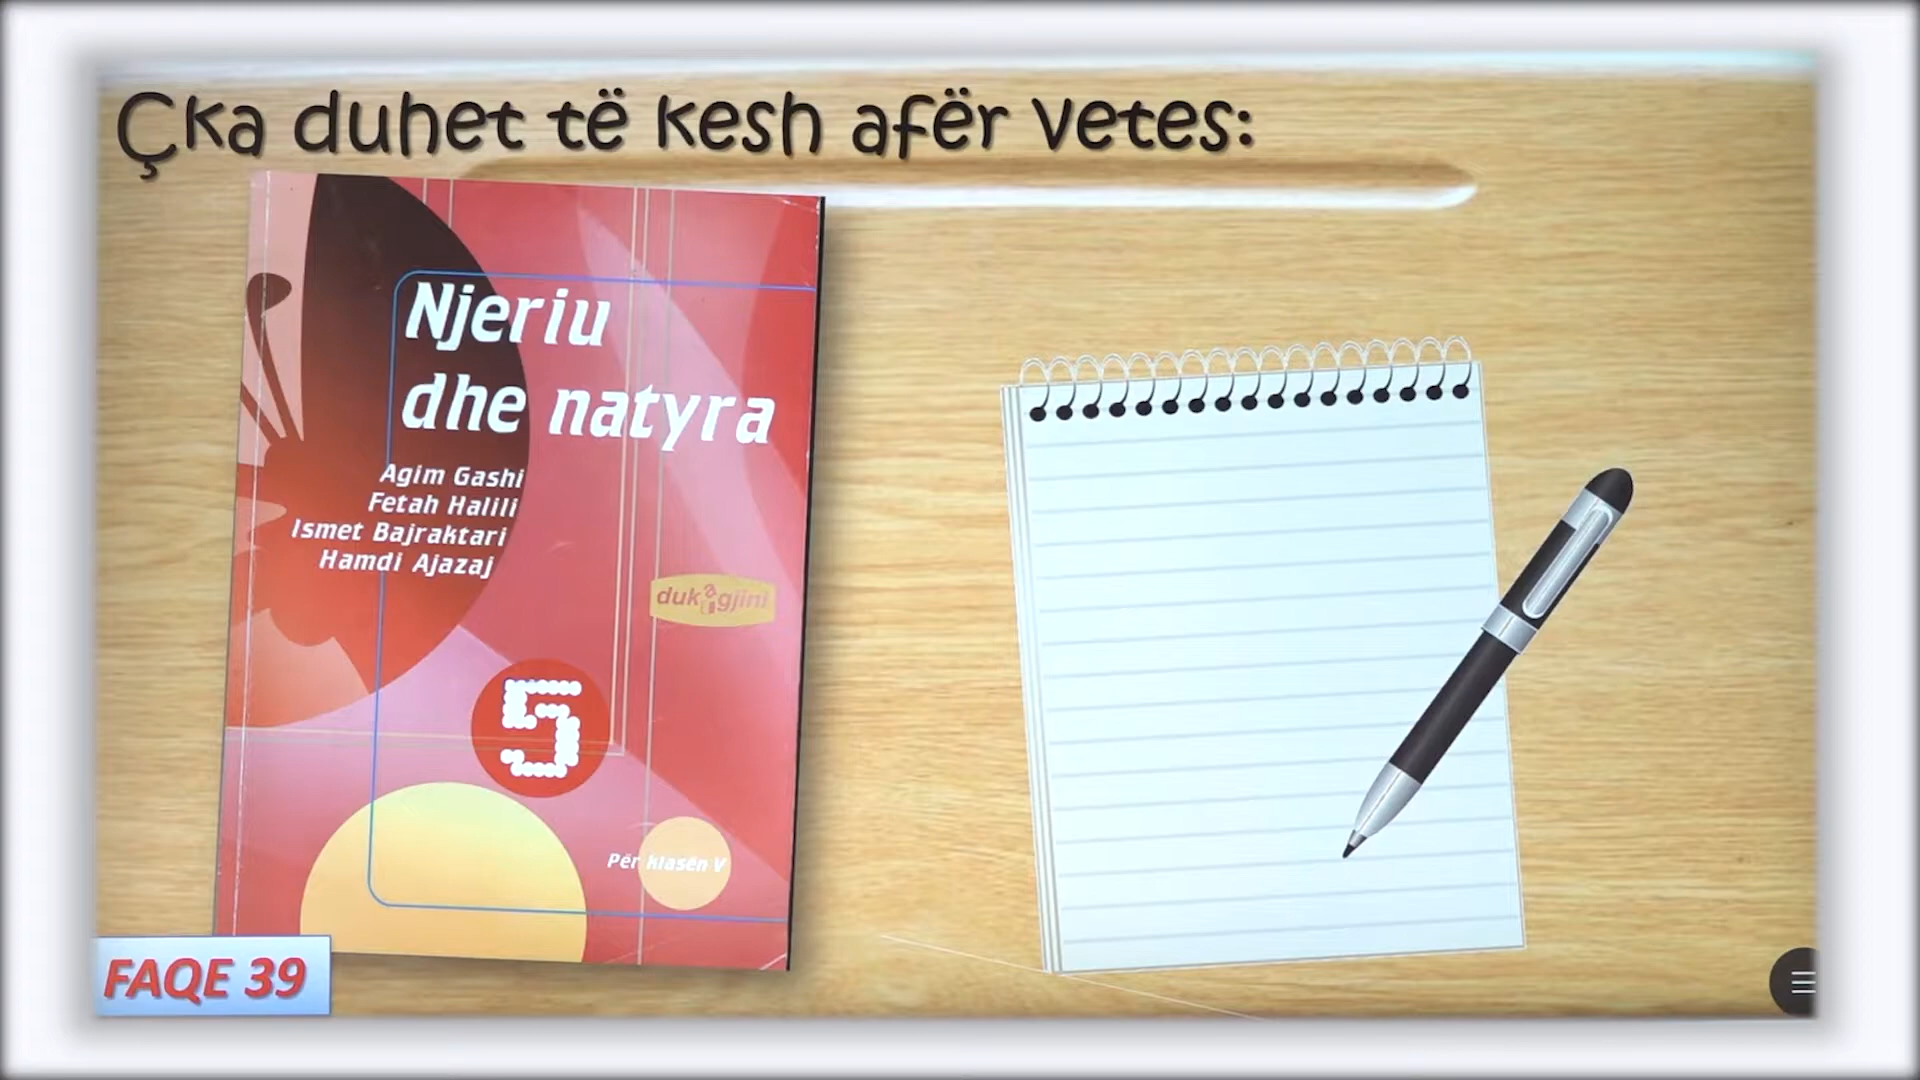 Çka duhet të kesh afër vetes:
Njeriu
dhe natyra
Agim Gashi
Fetah Halili
Ismet Bajraktari
Hamdi Ajazaj
dukagjini
5
Për klasën V
FAQE 39